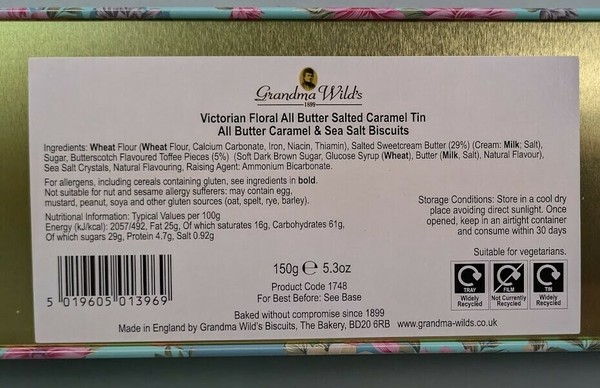 Grandma Wild's
1899
Victorian Floral All Butter Salted Caramel Tin
All Butter Caramel & Sea Salt Biscuits
Ingredients: Wheat Flour (Wheat Flour, Calcium Carbonate, Iron, Niacin, Thiamin), Salted Sweetcream Butter (29%) (Cream: Milk; Salt),
Sugar, Butterscotch Flavoured Toffee Pieces (5%) (Soft Dark Brown Sugar, Glucose Syrup (Wheat), Butter (Milk, Salt), Natural Flavour),
Sea Salt Crystals, Natural Flavouring, Raising Agent: Ammonium Bicarbonate.
For allergens, including cereals containing gluten, see ingredients in bold.
Not suitable for nut and sesame allergy sufferers: may contain egg,
mustard, peanut, soya and other gluten sources (oat, spelt, rye, barley).
Nutritional Information: Typical Values per 100g
Energy (kJ/kcal): 2057/492, Fat 25g, Of which saturates 16g, Carbohydrates 61g,
Of which sugars 29g, Protein 4.7g, Salt 0.92g
Storage Conditions: Store in a cool dry
place avoiding direct sunlight. Once
opened, keep in an airtight container
and consume within 30 days
Suitable for vegetarians.
5 019605 013969
150g ℮ 5.3oz
Product Code 1748
For Best Before: See Base
TRAY
Widely
Recycled
FILM
Not Currently
Recycled
TIN
Widely
Recycled
Baked without compromise since 1899
Made in England by Grandma Wild's Biscuits, The Bakery, BD20 6RB www.grandma-wilds.co.uk